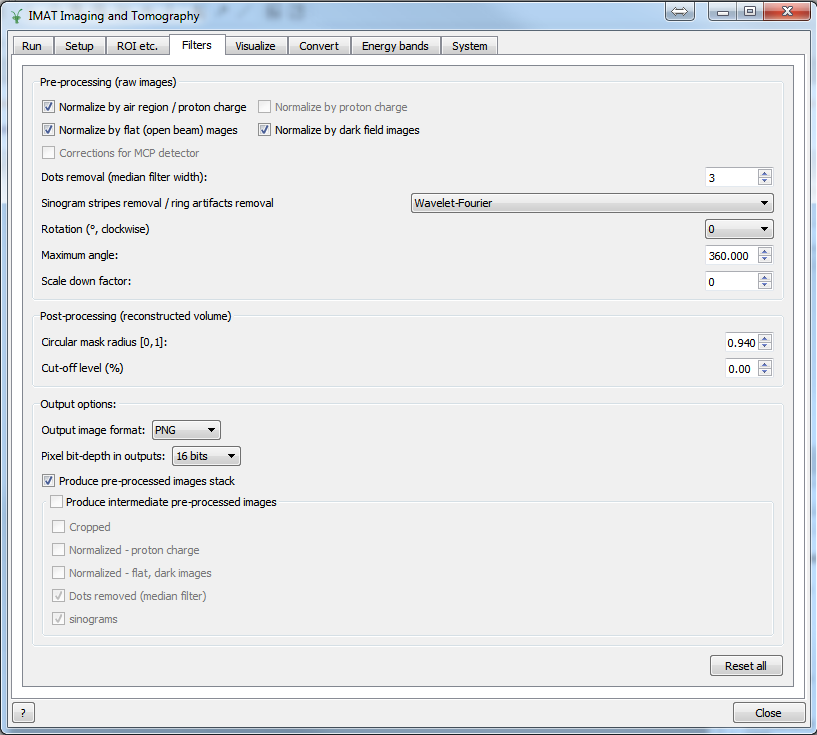 IMAT Imaging and Tomography
Run Setup ROI etc. Filters Visualize Convert Energy bands System
Pre-processing (raw images)
Normalize by air region / proton charge Normalize by proton charge
Normalize by flat (open beam) mages Normalize by dark field images
Corrections for MCP detector
Dots removal (median filter width): 3
Sinogram stripes removal / ring artifacts removal Wavelet-Fourier
Rotation (°, clockwise) 0
Maximum angle: 360.000
Scale down factor: 0
Post-processing (reconstructed volume)
Circular mask radius [0,1]: 0.940
Cut-off level (%) 0.00
Output options:
Output image format: PNG
Pixel bit-depth in outputs: 16 bits
Produce pre-processed images stack
Produce intermediate pre-processed images
Cropped
Normalized - proton charge
Normalized - flat, dark images
Dots removed (median filter)
sinograms
Reset all
? Close